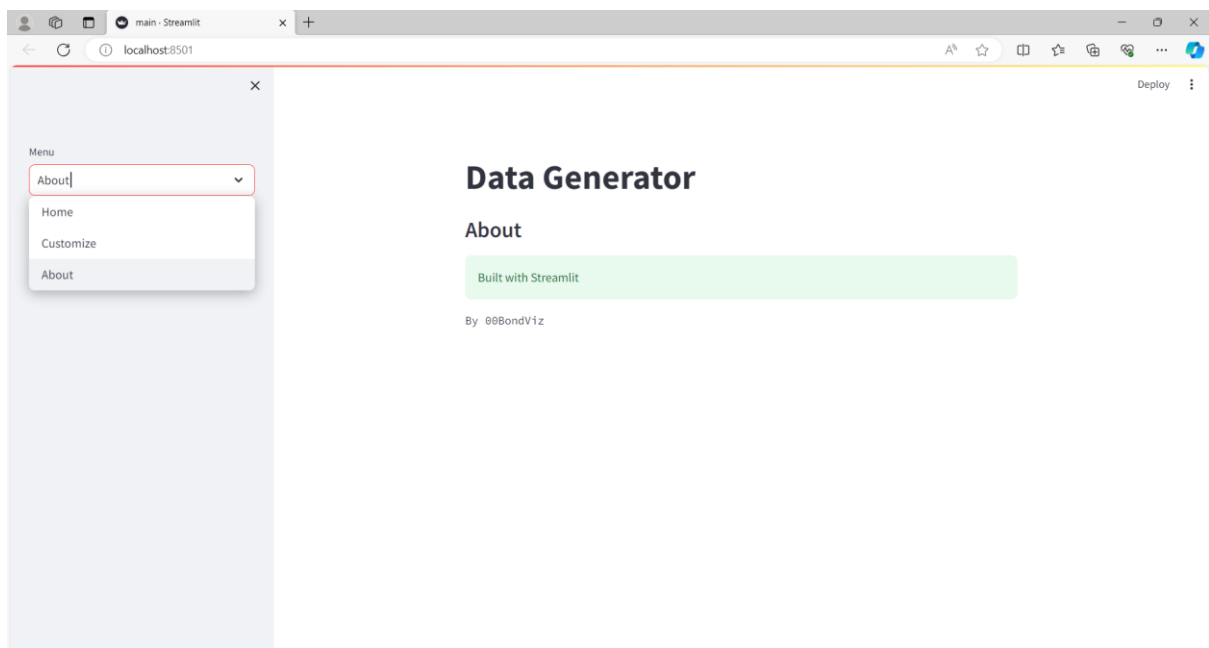 main · Streamlit
localhost:8501
Deploy
Menu
About
Home
Customize
About
Data Generator
About
Built with Streamlit
By 00BondViz